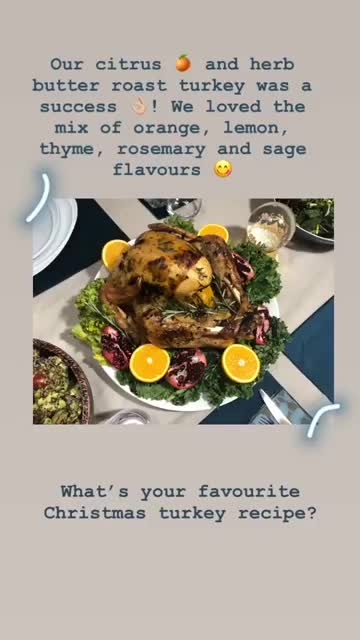 Our citrus 🍊 and herb
butter roast turkey was a
success 👌🏼! We loved the
mix of orange, lemon,
thyme, rosemary and sage
flavours 😋
What’s your favourite
Christmas turkey recipe?